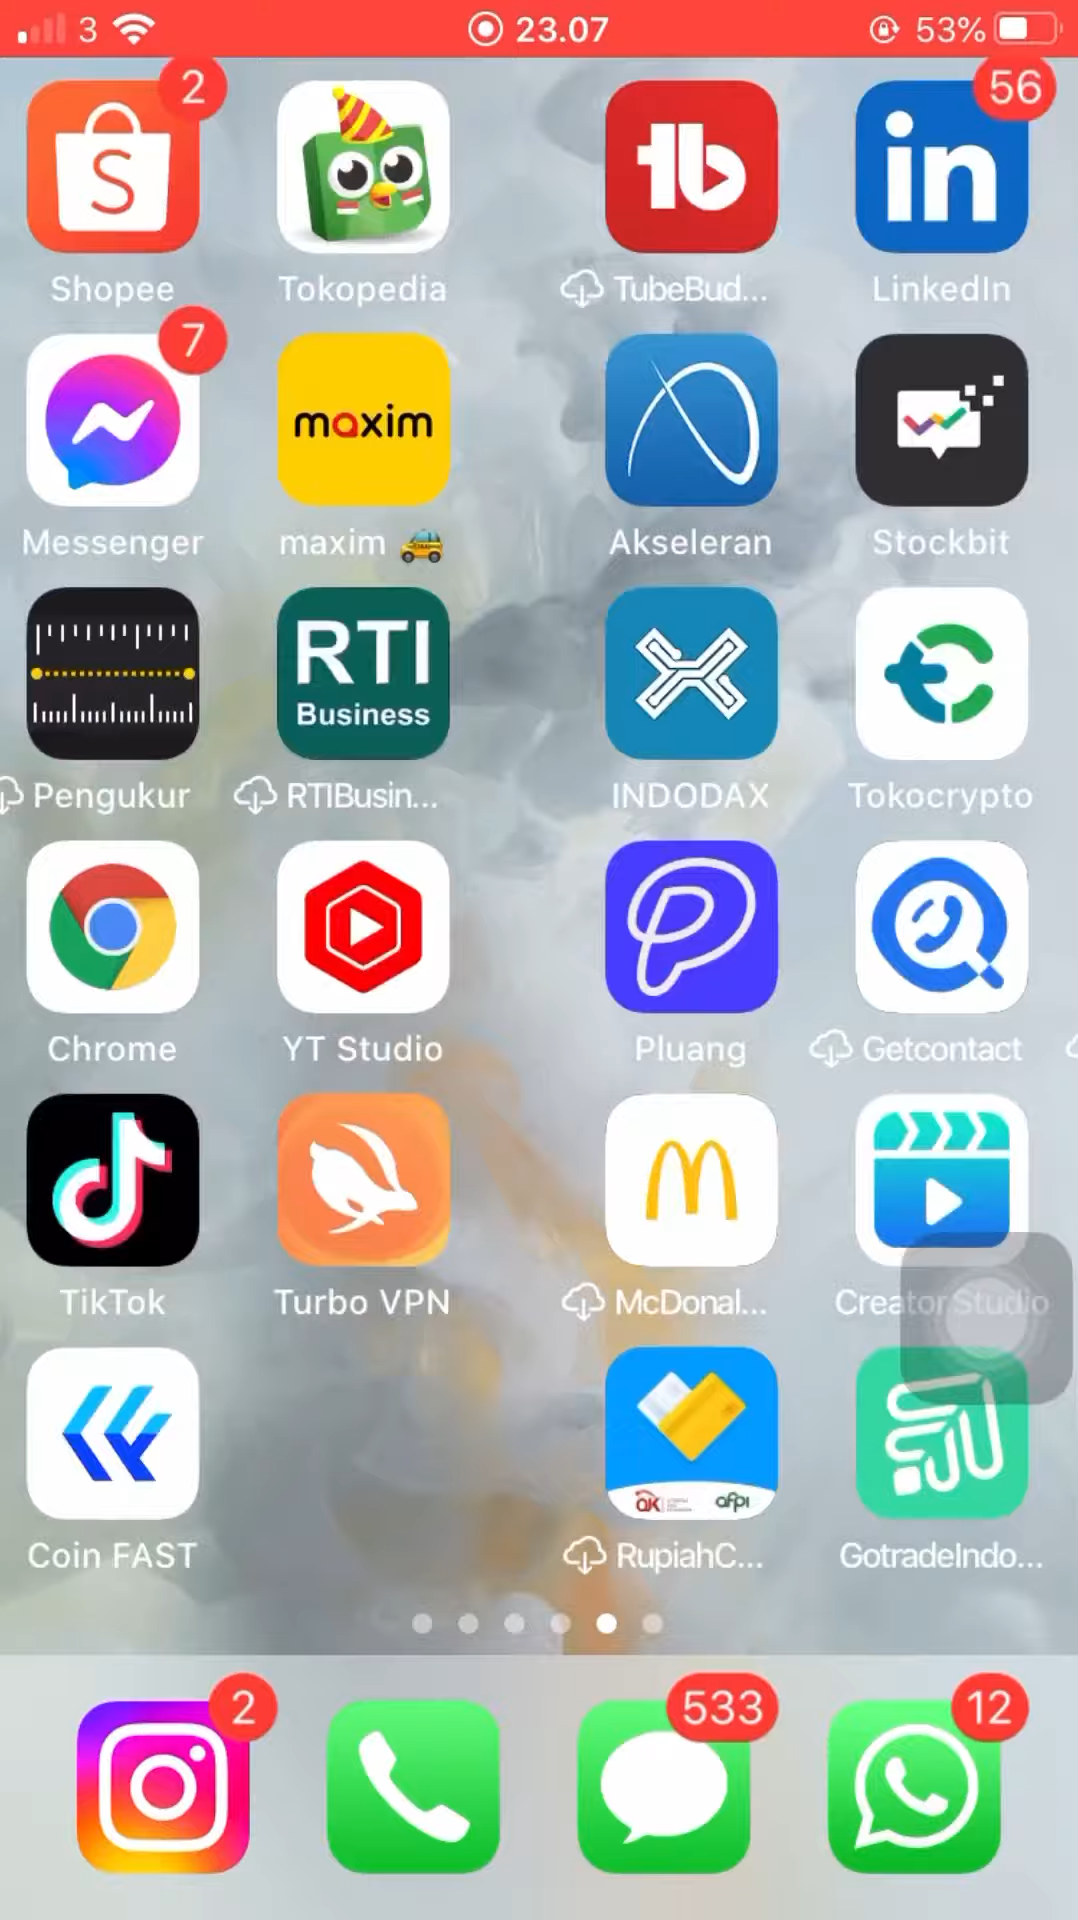 3 23.07 53%
2 56
S tb in
Shopee Tokopedia TubeBud... LinkedIn
7
maxim
Messenger maxim Akseleran Stockbit
RTI
Business
Pengukur RTIBusin... INDODAX Tokocrypto
Chrome YT Studio Pluang Getcontact
TikTok Turbo VPN McDonal... Creator Studio
afpi
Coin FAST RupiahC... GotradeIndo...
2 533 12